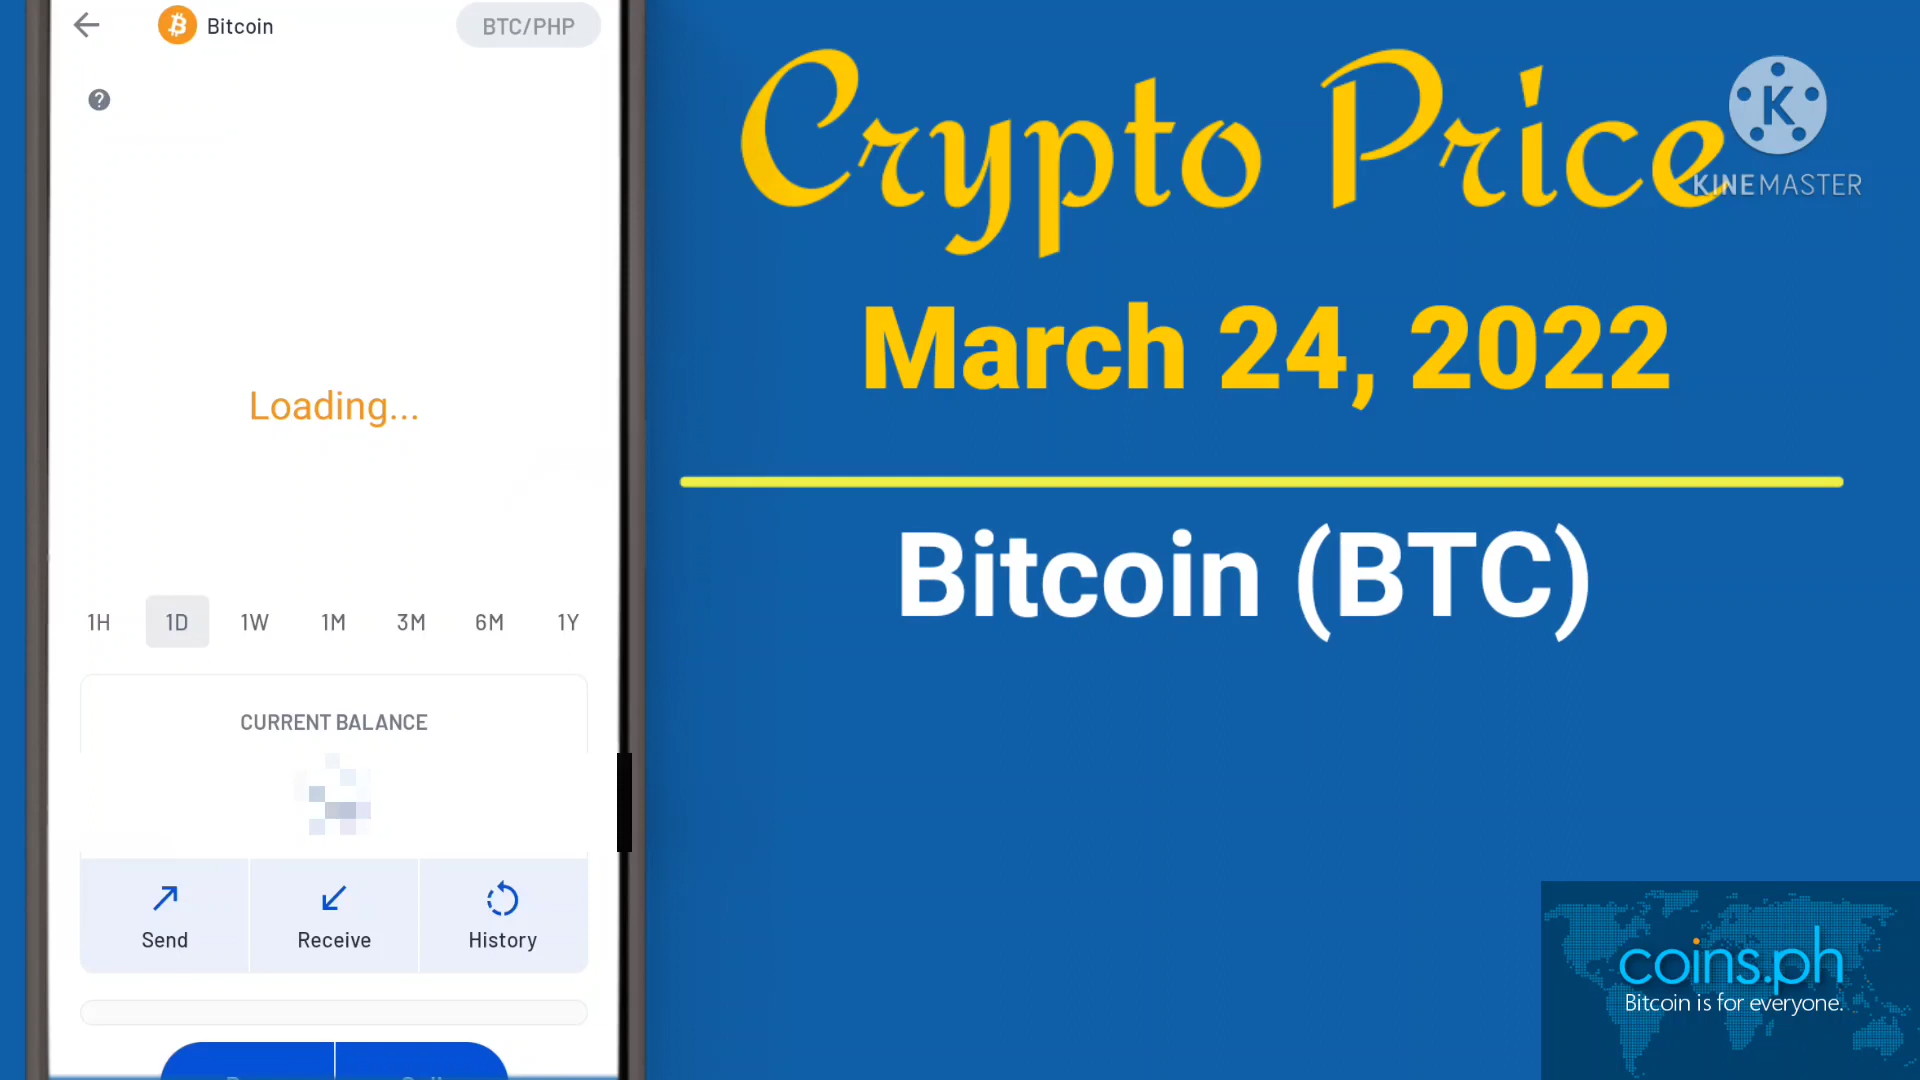 Bitcoin
BTC/PHP
?
Loading...
1H 1D 1W 1M 3M 6M 1Y
CURRENT BALANCE
Send Receive History
Crypto Price
K
KINEMASTER
March 24, 2022
Bitcoin (BTC)
coins.ph
Bitcoin is for everyone.